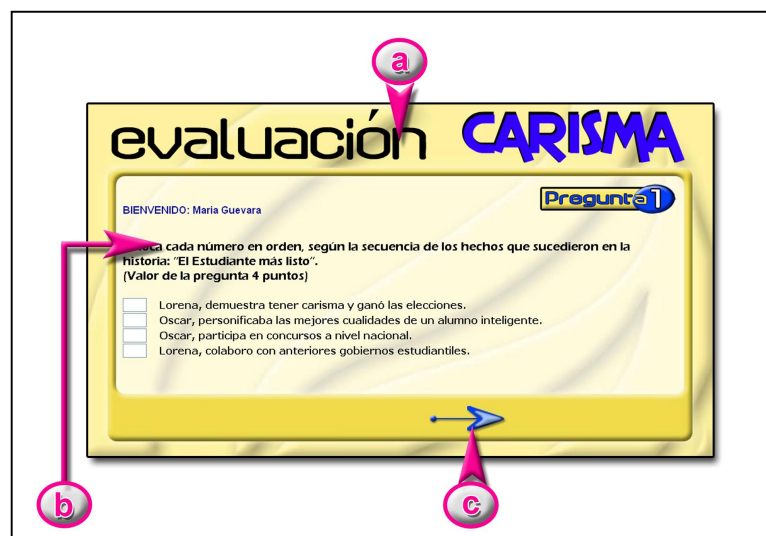 a
evaluación CARISMA
Pregunta 1
BIENVENIDO: Maria Guevara
cada número en orden, según la secuencia de los hechos que sucedieron en la
historia: "El Estudiante más listo".
(Valor de la pregunta 4 puntos)
Lorena, demuestra tener carisma y ganó las elecciones.
Oscar, personificaba las mejores cualidades de un alumno inteligente.
Oscar, participa en concursos a nivel nacional.
Lorena, colaboro con anteriores gobiernos estudiantiles.
b
c